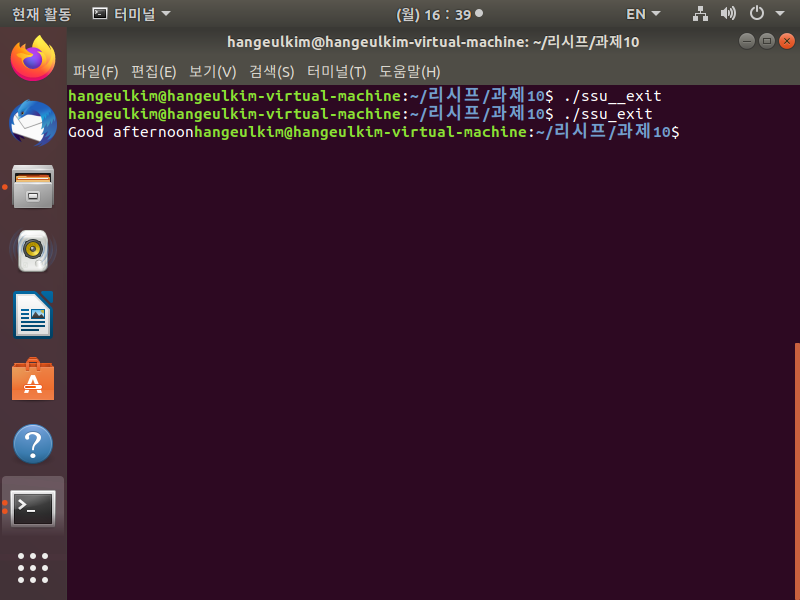 현재 활동 터미널 (월) 16 : 39 EN
hangeulkim@hangeulkim-virtual-machine: ~/리시프/과제10
파일(F) 편집(E) 보기(V) 검색(S) 터미널(T) 도움말(H)
hangeulkim@hangeulkim-virtual-machine:~/리시프/과제10$ ./ssu__exit
hangeulkim@hangeulkim-virtual-machine:~/리시프/과제10$ ./ssu_exit
Good afternoonhangeulkim@hangeulkim-virtual-machine:~/리시프/과제10$